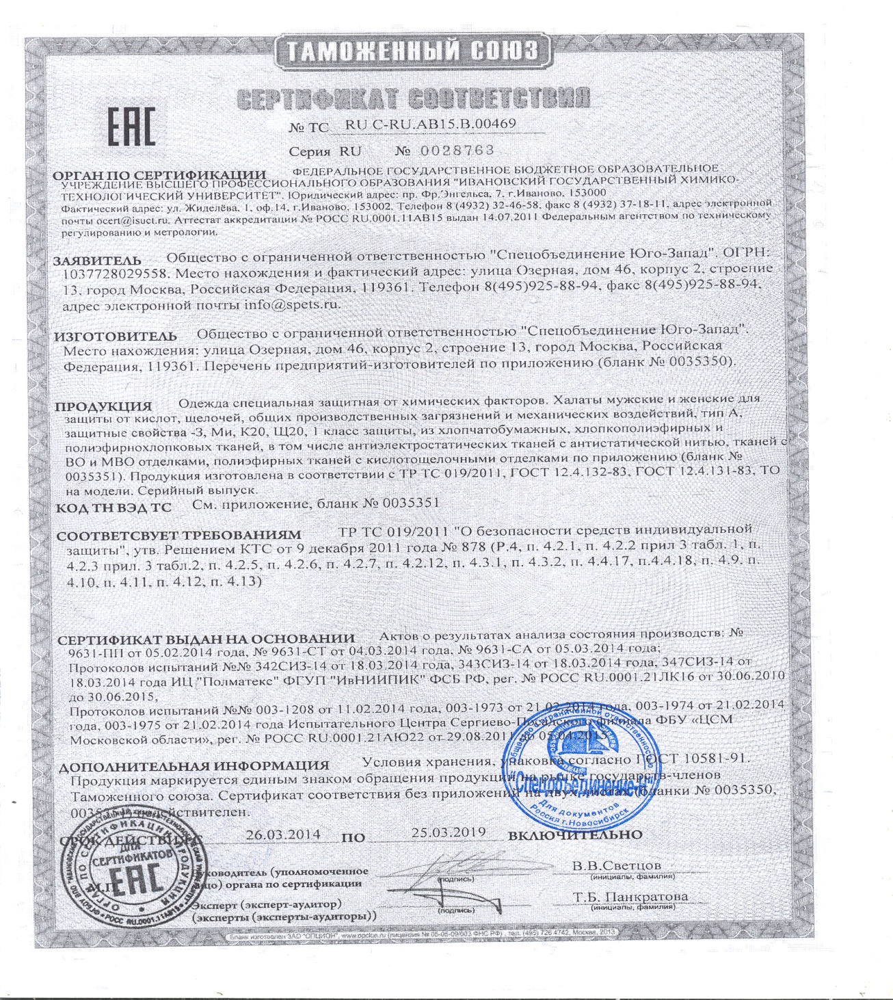 ТАМОЖЕННЫЙ СОЮЗ
СЕРТИФИКАТ СООТВЕТСТВИЯ
ЕАС
№ ТС RU C-RU.АВ15.В.00469
Серия RU № 0028763
ОРГАН ПО СЕРТИФИКАЦИИ ФЕДЕРАЛЬНОЕ ГОСУДАРСТВЕННОЕ БЮДЖЕТНОЕ ОБРАЗОВАТЕЛЬНОЕ
УЧРЕЖДЕНИЕ ВЫСШЕГО ПРОФЕССИОНАЛЬНОГО ОБРАЗОВАНИЯ "ИВАНОВСКИЙ ГОСУДАРСТВЕННЫЙ ХИМИКО-
ТЕХНОЛОГИЧЕСКИЙ УНИВЕРСИТЕТ". Юридический адрес: пр. Фр. Энгельса, 7, г.Иваново, 153000
Фактический адрес: ул. Жиделёва, 1, оф.14, г.Иваново, 153002, Телефон 8 (4932) 32-46-58, факс 8 (4932) 37-18-11, адрес электронной
почты ocert@isuct.ru. Аттестат аккредитации № РОСС RU.0001.11АВ15 выдан 14.07.2011 Федеральным агентством по техническому
регулированию и метрологии.
ЗАЯВИТЕЛЬ Общество с ограниченной ответственностью "Спецобъединение Юго-Запад". ОГРН:
1037728029558. Место нахождения и фактический адрес: улица Озерная, дом 46, корпус 2, строение
13, город Москва, Российская Федерация, 119361. Телефон 8(495)925-88-94, факс 8(495)925-88-94,
адрес электронной почты info@spets.ru.
ИЗГОТОВИТЕЛЬ Общество с ограниченной ответственностью "Спецобъединение Юго-Запад".
Место нахождения: улица Озерная, дом 46, корпус 2, строение 13, город Москва, Российская
Федерация, 119361. Перечень предприятий-изготовителей по приложению (бланк № 0035350).
ПРОДУКЦИЯ Одежда специальная защитная от химических факторов. Халаты мужские и женские для
защиты от кислот, щелочей, общих производственных загрязнений и механических воздействий, тип А,
защитные свойства -З, Ми, К20, Щ20, 1 класс защиты, из хлопчатобумажных, хлопкополиэфирных и
полиэфирнохлопковых тканей, в том числе антиэлектростатических тканей с антистатической нитью, тканей с
ВО и МВО отделками, полиэфирных тканей с кислотощелочными отделками по приложению (бланк №
0035351). Продукция изготовлена в соответствии с ТР ТС 019/2011, ГОСТ 12.4.132-83, ГОСТ 12.4.131-83, ТО
на модели. Серийный выпуск.
КОД ТН ВЭД ТС См. приложение, бланк № 0035351
СООТВЕТСВУЕТ ТРЕБОВАНИЯМ ТР ТС 019/2011 "О безопасности средств индивидуальной
защиты", утв. Решением КТС от 9 декабря 2011 года № 878 (Р.4, п. 4.2.1, п. 4.2.2 прил 3 табл. 1, п.
4.2.3 прил. 3 табл.2, п. 4.2.5, п. 4.2.6, п. 4.2.7, п. 4.2.12, п. 4.3.1, п. 4.3.2, п. 4.4.17, п.4.4.18, п. 4.9. п.
4.10, п. 4.11, п. 4.12, п. 4.13)
СЕРТИФИКАТ ВЫДАН НА ОСНОВАНИИ Актов о результатах анализа состояния производств: №
9631-ПП от 05.02.2014 года, № 9631-СТ от 04.03.2014 года, № 9631-СА от 05.03.2014 года;
Протоколов испытаний №№ 342СИЗ-14 от 18.03.2014 года, 343СИЗ-14 от 18.03.2014 года, 347СИЗ-14 от
18.03.2014 года ИЦ "Полматекс" ФГУП "ИвНИИПИК" ФСБ РФ, рег. № РОСС RU.0001.21ЛК16 от 30.06.2010
до 30.06.2015,
Протоколов испытаний №№ 003-1208 от 11.02.2014 года, 003-1973 от 21.02.2014 года, 003-1974 от 21.02.2014
года, 003-1975 от 21.02.2014 года Испытательного Центра Сергиево-Посадского филиала ФБУ «ЦСМ
Московской области», рег. № РОСС RU.0001.21АЮ22 от 29.08.2011 до 05.04.2015
ДОПОЛНИТЕЛЬНАЯ ИНФОРМАЦИЯ Условия хранения, упаковка согласно ГОСТ 10581-91.
Продукция маркируется единым знаком обращения продукции на рынке государств-членов
Таможенного союза. Сертификат соответствия без приложений на двух листах (бланки № 0035350,
действителен.
Общество с ограниченной ответственностью
"Спецобъединение-Н"
Для документов
Россия г.Новосибирск
СРОК ДЕЙСТВИЯ С 26.03.2014 ПО 25.03.2019 ВКЛЮЧИТЕЛЬНО
ОРГАН ПО СЕРТИФИКАЦИИ ПРОДУКЦИИ
ДЛЯ
СЕРТИФИКАТОВ
ЕАС
М.П.
Руководитель (уполномоченное
лицо) органа по сертификации
(подпись)
В.В.Светцов
(инициалы, фамилия)
Эксперт (эксперт-аудитор)
(эксперты (эксперты-аудиторы))
(подпись)
Т.Б. Панкратова
(инициалы, фамилия)
Бланк изготовлен ЗАО "ОПЦИОН", www.opcion.ru (лицензия № 05-05-09/003 ФНС РФ), тел. (495) 726 4742, Москва, 2013